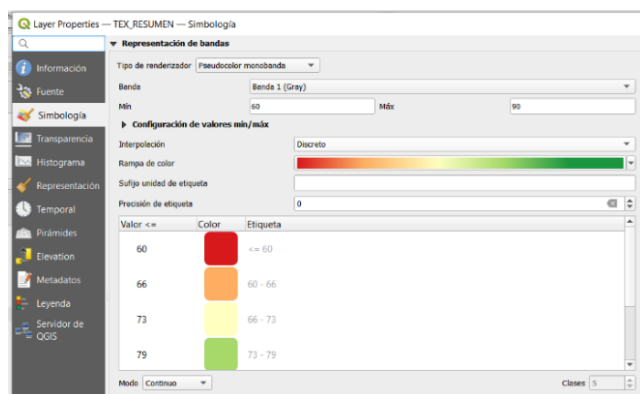 Layer Properties — TEX_RESUMEN — Simbología
Información
Fuente
Simbología
Transparencia
Histograma
Representación
Temporal
Pirámides
Elevation
Metadatos
Leyenda
Servidor de
QGIS
Representación de bandas
Tipo de renderizador Pseudocolor monobanda
Banda Banda 1 (Gray)
Mín 60 Máx 90
Configuración de valores mín/máx
Interpolación Discreto
Rampa de color
Sufijo unidad de etiqueta
Precisión de etiqueta 0
Valor <= Color Etiqueta
60 <= 60
66 60 - 66
73 66 - 73
79 73 - 79
Modo Continuo Clases 5